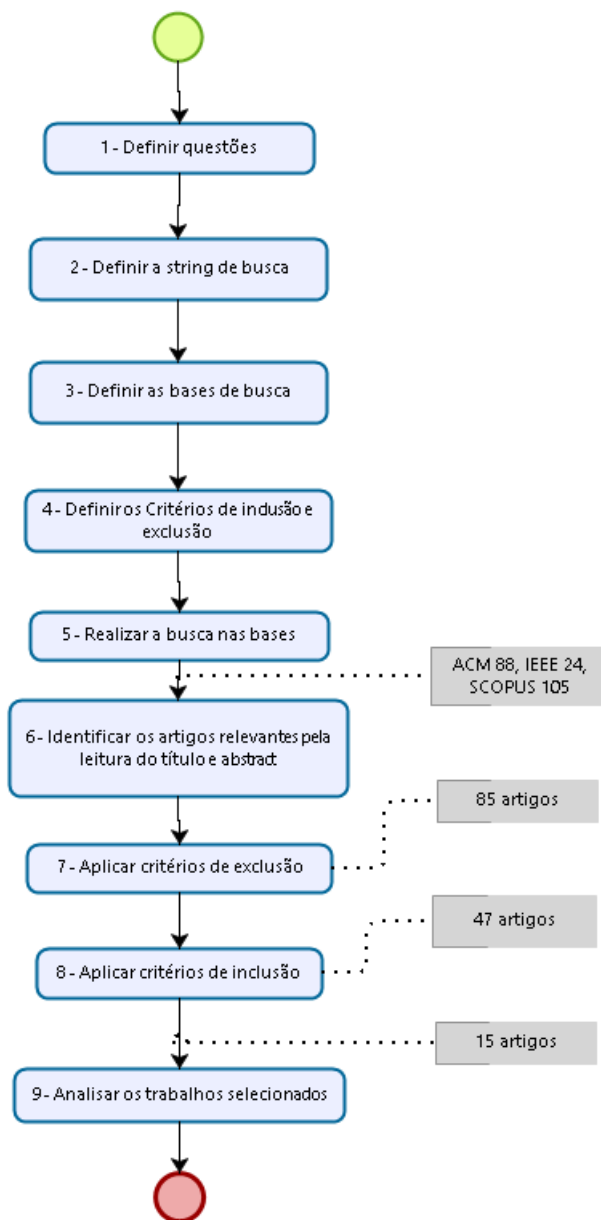 1 - Definir questões
2 - Definir a string de busca
3 - Definir as bases de busca
4 - Definir os Critérios de inclusão e
exclusão
5 - Realizar a busca nas bases
ACM 88, IEEE 24,
SCOPUS 105
6 - Identificar os artigos relevantes pela
leitura do título e abstract
85 artigos
7 - Aplicar critérios de exclusão
47 artigos
8 - Aplicar critérios de inclusão
15 artigos
9 - Analisar os trabalhos selecionados